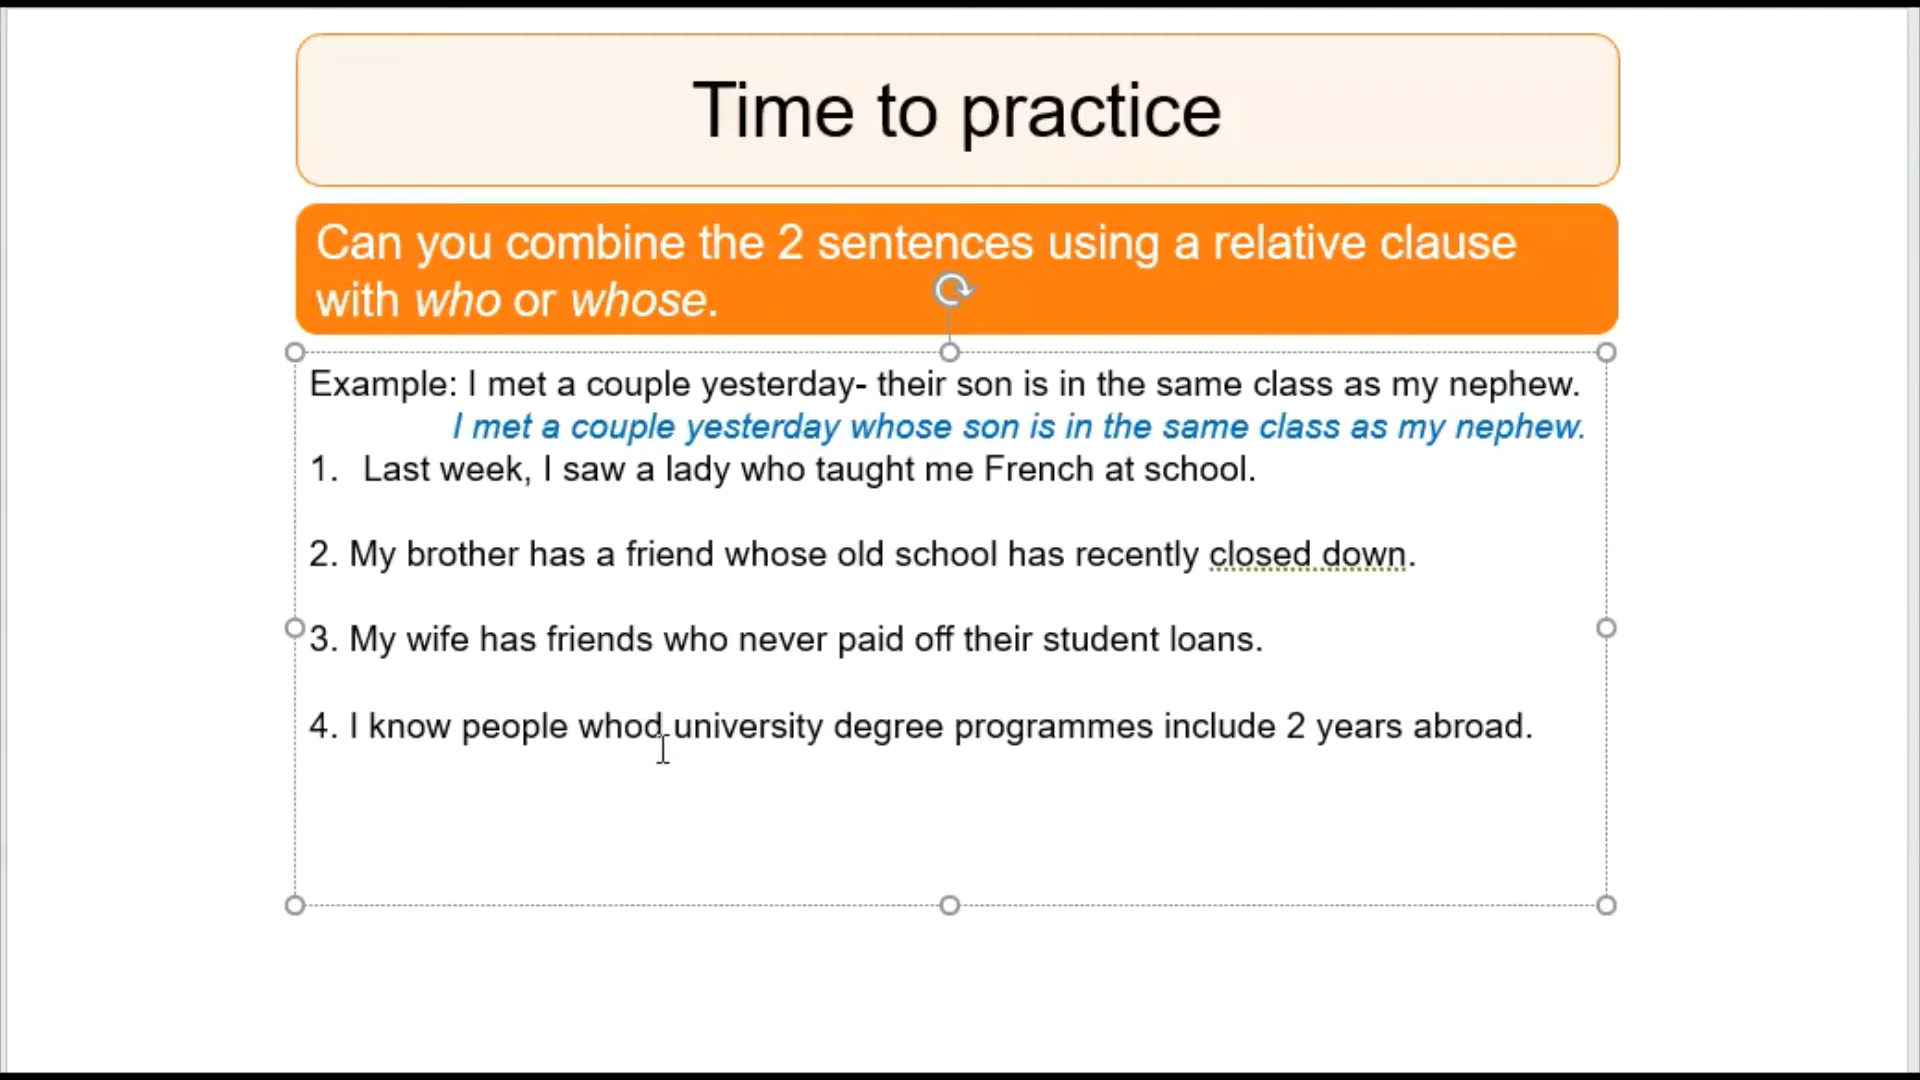 Time to practice
Can you combine the 2 sentences using a relative clause
with who or whose.
Example: I met a couple yesterday- their son is in the same class as my nephew.
I met a couple yesterday whose son is in the same class as my nephew.
1. Last week, I saw a lady who taught me French at school.
2. My brother has a friend whose old school has recently closed down.
3. My wife has friends who never paid off their student loans.
4. I know people whod university degree programmes include 2 years abroad.